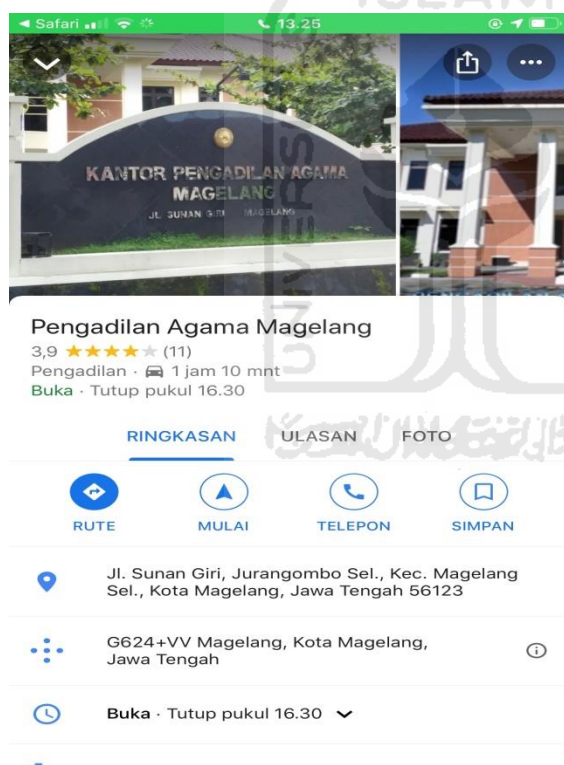 ◄ Safari 13.25
KANTOR PENGADILAN AGAMA
MAGELANG
JL. SUNAN GIRI MAGELANG
Pengadilan Agama Magelang
3,9 ★★★★★ (11)
Pengadilan · 1 jam 10 mnt
Buka · Tutup pukul 16.30
RINGKASAN ULASAN FOTO
RUTE MULAI TELEPON SIMPAN
Jl. Sunan Giri, Jurangombo Sel., Kec. Magelang
Sel., Kota Magelang, Jawa Tengah 56123
G624+VV Magelang, Kota Magelang,
Jawa Tengah
Buka · Tutup pukul 16.30